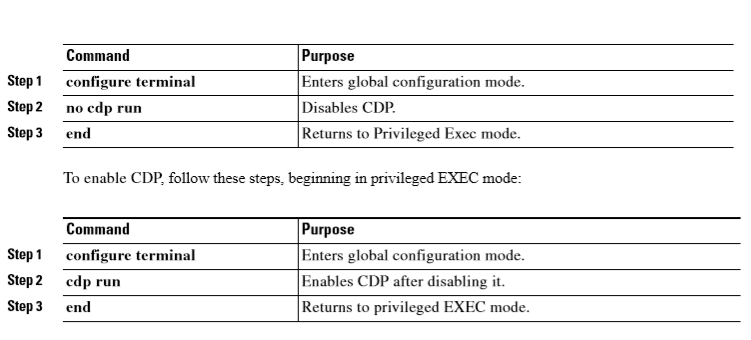 Command Purpose
Step 1 configure terminal Enters global configuration mode.
Step 2 no cdp run Disables CDP.
Step 3 end Returns to Privileged Exec mode.
To enable CDP, follow these steps, beginning in privileged EXEC mode:
Command Purpose
Step 1 configure terminal Enters global configuration mode.
Step 2 cdp run Enables CDP after disabling it.
Step 3 end Returns to privileged EXEC mode.